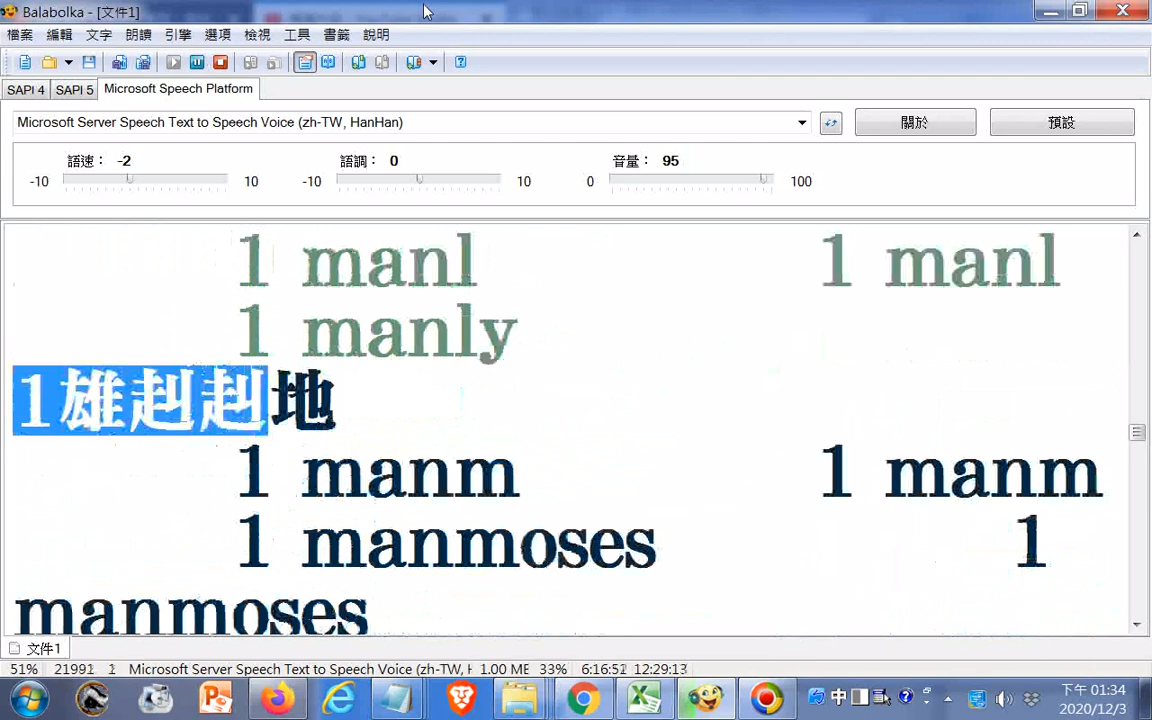 Balabolka - [文件1]
檔案 編輯 文字 朗讀 引擎 選項 檢視 工具 書籤 說明
SAPI 4 SAPI 5 Microsoft Speech Platform
Microsoft Server Speech Text to Speech Voice (zh-TW, HanHan) 關於 預設
語速： -2 語調： 0 音量： 95
-10 10 -10 10 0 100
1 manl 1 manl
1 manly
1雄赳赳地
1 manm 1 manm
1 manmoses 1
manmoses
文件1
51% 21991 1 Microsoft Server Speech Text to Speech Voice (zh-TW, H 1.00 ME 33% 6:16:52 12:29:13
中 下午 01:34
2020/12/3